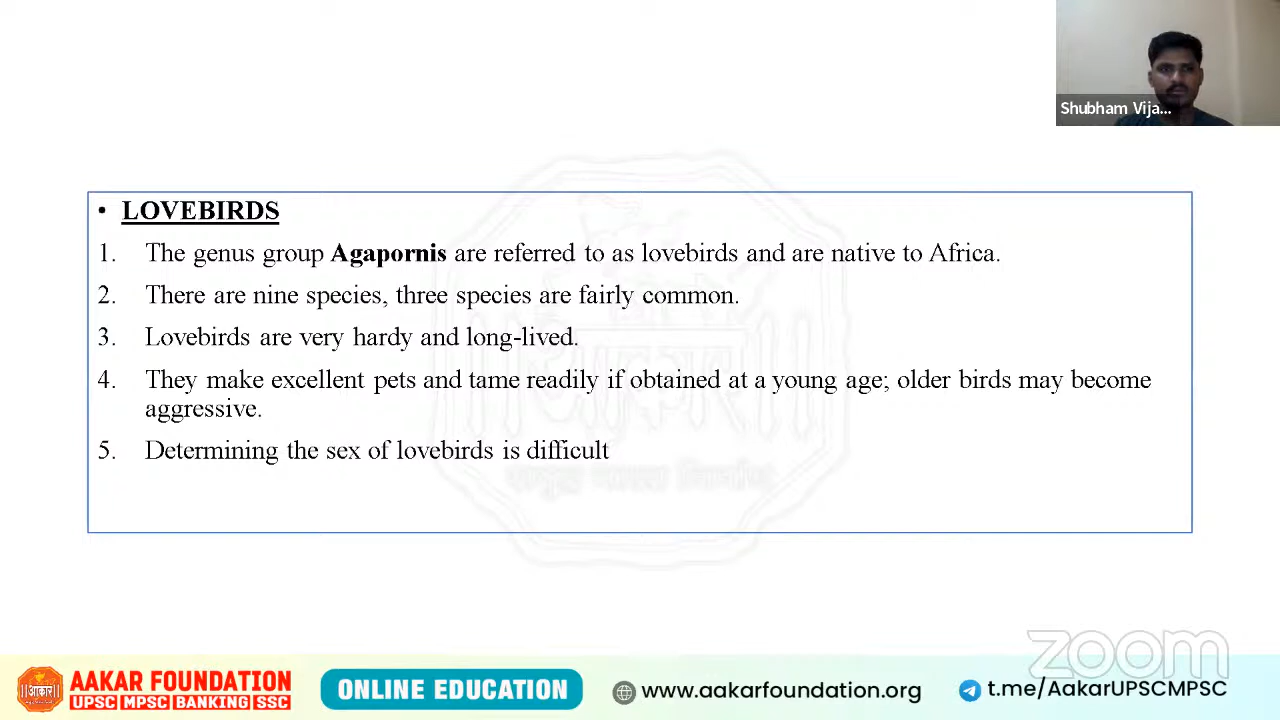 Shubham Vija...
• LOVEBIRDS
1. The genus group Agapornis are referred to as lovebirds and are native to Africa.
2. There are nine species, three species are fairly common.
3. Lovebirds are very hardy and long-lived.
4. They make excellent pets and tame readily if obtained at a young age; older birds may become
aggressive.
5. Determining the sex of lovebirds is difficult
zoom
आकार
AAKAR FOUNDATION
UPSC MPSC BANKING SSC
ONLINE EDUCATION
www.aakarfoundation.org
t.me/AakarUPSCMPSC